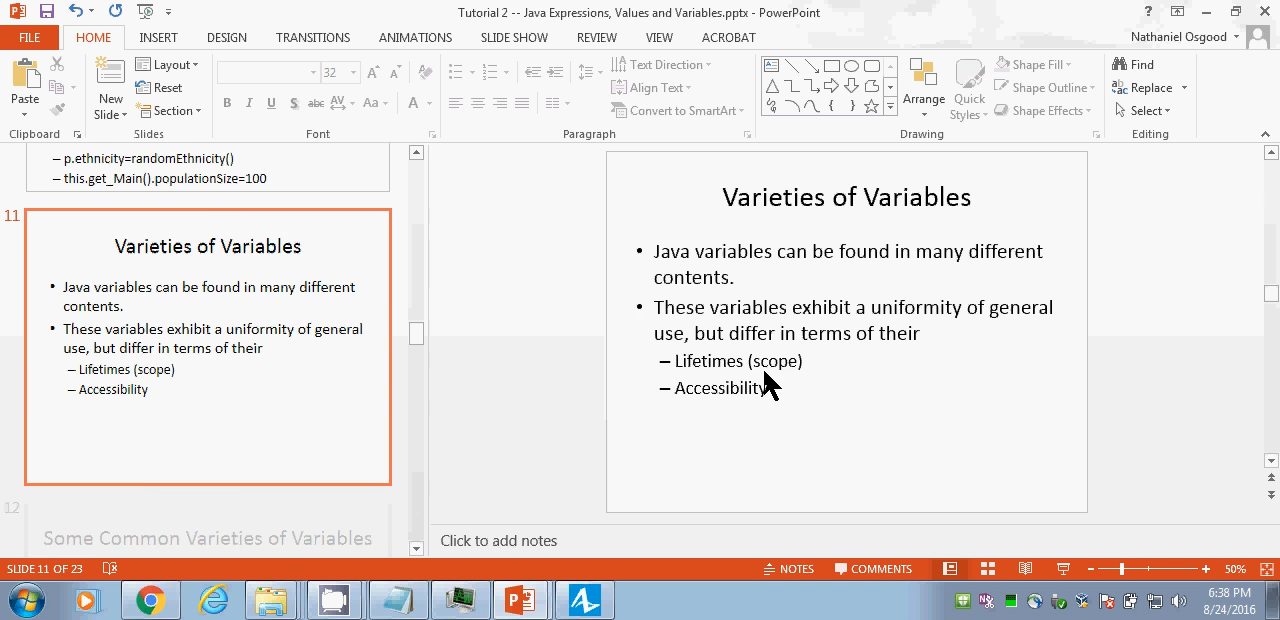 Tutorial 2 -- Java Expressions, Values and Variables.pptx - PowerPoint
FILE HOME INSERT DESIGN TRANSITIONS ANIMATIONS SLIDE SHOW REVIEW VIEW ACROBAT Nathaniel Osgood
Paste
Clipboard
New Slide
Layout
Reset
Section
Slides
32
B I U S abc AV Aa A
Font
Text Direction
Align Text
Convert to SmartArt
Paragraph
Arrange
Quick Styles
Shape Fill
Shape Outline
Shape Effects
Drawing
Find
Replace
Select
Editing
– p.ethnicity=randomEthnicity()
– this.get_Main().populationSize=100
11
Varieties of Variables
• Java variables can be found in many different
contents.
• These variables exhibit a uniformity of general
use, but differ in terms of their
– Lifetimes (scope)
– Accessibility
12
Some Common Varieties of Variables
Varieties of Variables
• Java variables can be found in many different
contents.
• These variables exhibit a uniformity of general
use, but differ in terms of their
– Lifetimes (scope)
– Accessibility
Click to add notes
SLIDE 11 OF 23 NOTES COMMENTS 50%
6:38 PM
8/24/2016